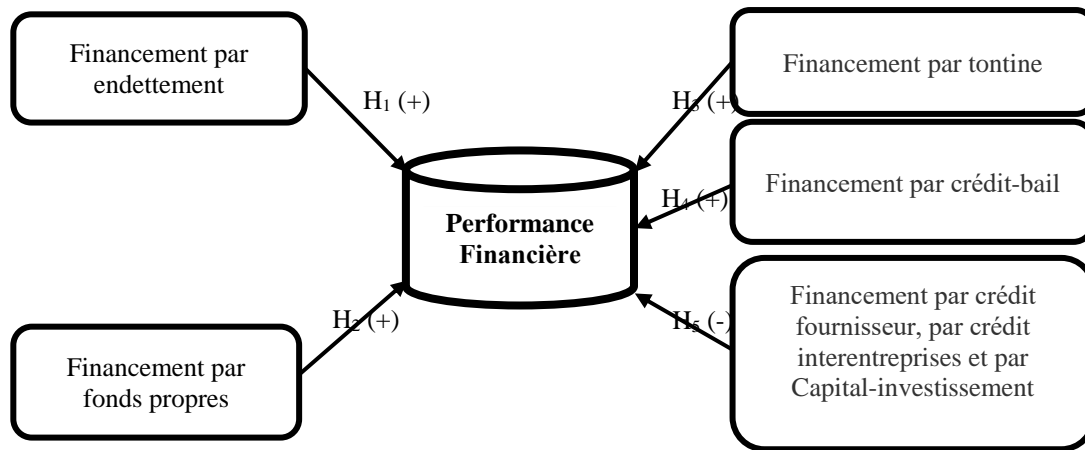 Financement par
endettement
H₁ (+)
Financement par tontine
H₃ (+)
Financement par crédit-bail
H₄ (+)
Performance
Financière
Financement par
fonds propres
H₂ (+)
Financement par crédit
fournisseur, par crédit
interentreprises et par
Capital-investissement
H₅ (-)